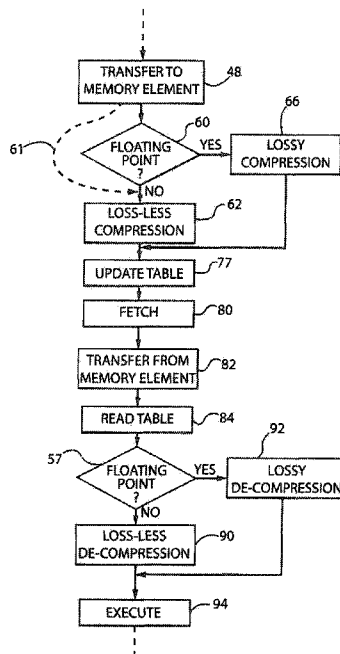 TRANSFER TO
MEMORY ELEMENT
48
60
66
61
FLOATING
POINT
?
YES
LOSSY
COMPRESSION
NO
LOSS-LESS
COMPRESSION
62
UPDATE TABLE
77
FETCH
80
TRANSFER FROM
MEMORY ELEMENT
82
READ TABLE
84
57
92
FLOATING
POINT
?
YES
LOSSY
DE-COMPRESSION
NO
LOSS-LESS
DE-COMPRESSION
90
EXECUTE
94